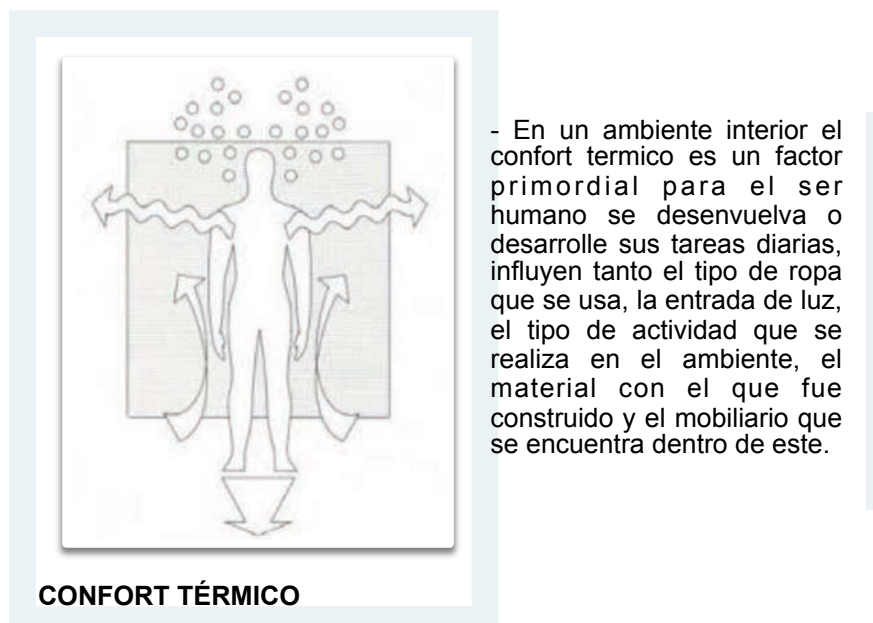 - En un ambiente interior el
confort termico es un factor
primordial para el ser
humano se desenvuelva o
desarrolle sus tareas diarias,
influyen tanto el tipo de ropa
que se usa, la entrada de luz,
el tipo de actividad que se
realiza en el ambiente, el
material con el que fue
construido y el mobiliario que
se encuentra dentro de este.
CONFORT TÉRMICO